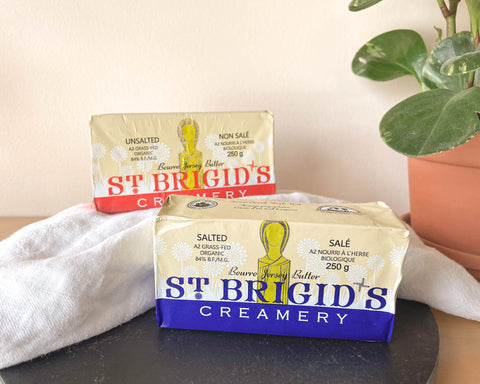 UNSALTED
A2 GRASS-FED
ORGANIC
84% B.F./M.G.
NON SALÉ
A2 NOURRI À L'HERBE
BIOLOGIQUE
250 g
Beurre Jersey Butter
ST. BRIGID'S
CREAMERY
SALTED
A2 GRASS-FED
ORGANIC
84% B.F./M.G.
SALÉ
A2 NOURRI À L'HERBE
BIOLOGIQUE
250 g
Beurre Jersey Butter
ST. BRIGID'S
CREAMERY